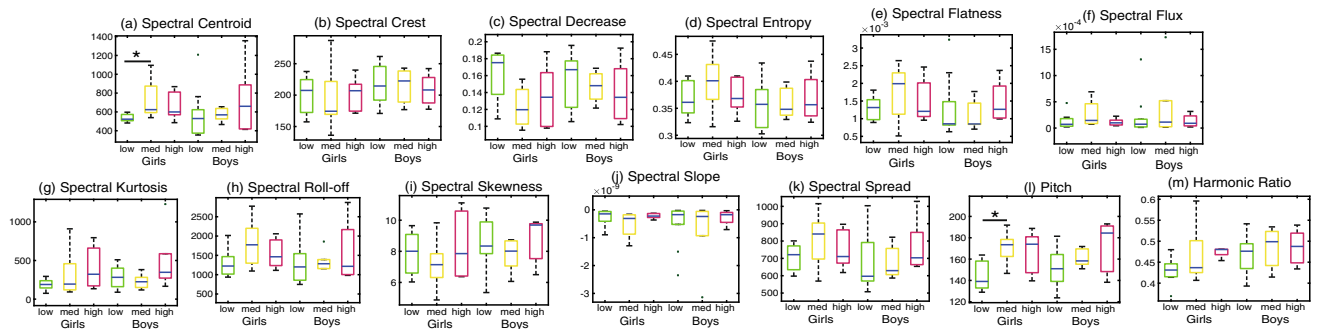 (a) Spectral Centroid
1400
1200
1000
800
600
400
*
low med high low med high
Girls Boys
(b) Spectral Crest
250
200
150
low med high low med high
Girls Boys
(c) Spectral Decrease
0.2
0.18
0.16
0.14
0.12
0.1
low med high low med high
Girls Boys
(d) Spectral Entropy
0.45
0.4
0.35
0.3
low med high low med high
Girls Boys
(e) Spectral Flatness
×10-3
3
2.5
2
1.5
1
0.5
low med high low med high
Girls Boys
(f) Spectral Flux
×10-4
15
10
5
0
low med high low med high
Girls Boys
(g) Spectral Kurtosis
1000
500
0
low med high low med high
Girls Boys
(h) Spectral Roll-off
2500
2000
1500
1000
500
low med high low med high
Girls Boys
(i) Spectral Skewness
10
8
6
low med high low med high
Girls Boys
(j) Spectral Slope
×10-9
0
-1
-2
-3
low med high low med high
Girls Boys
(k) Spectral Spread
1000
900
800
700
600
500
low med high low med high
Girls Boys
(l) Pitch
200
180
160
140
120
*
low med high low med high
Girls Boys
(m) Harmonic Ratio
0.6
0.55
0.5
0.45
0.4
low med high low med high
Girls Boys